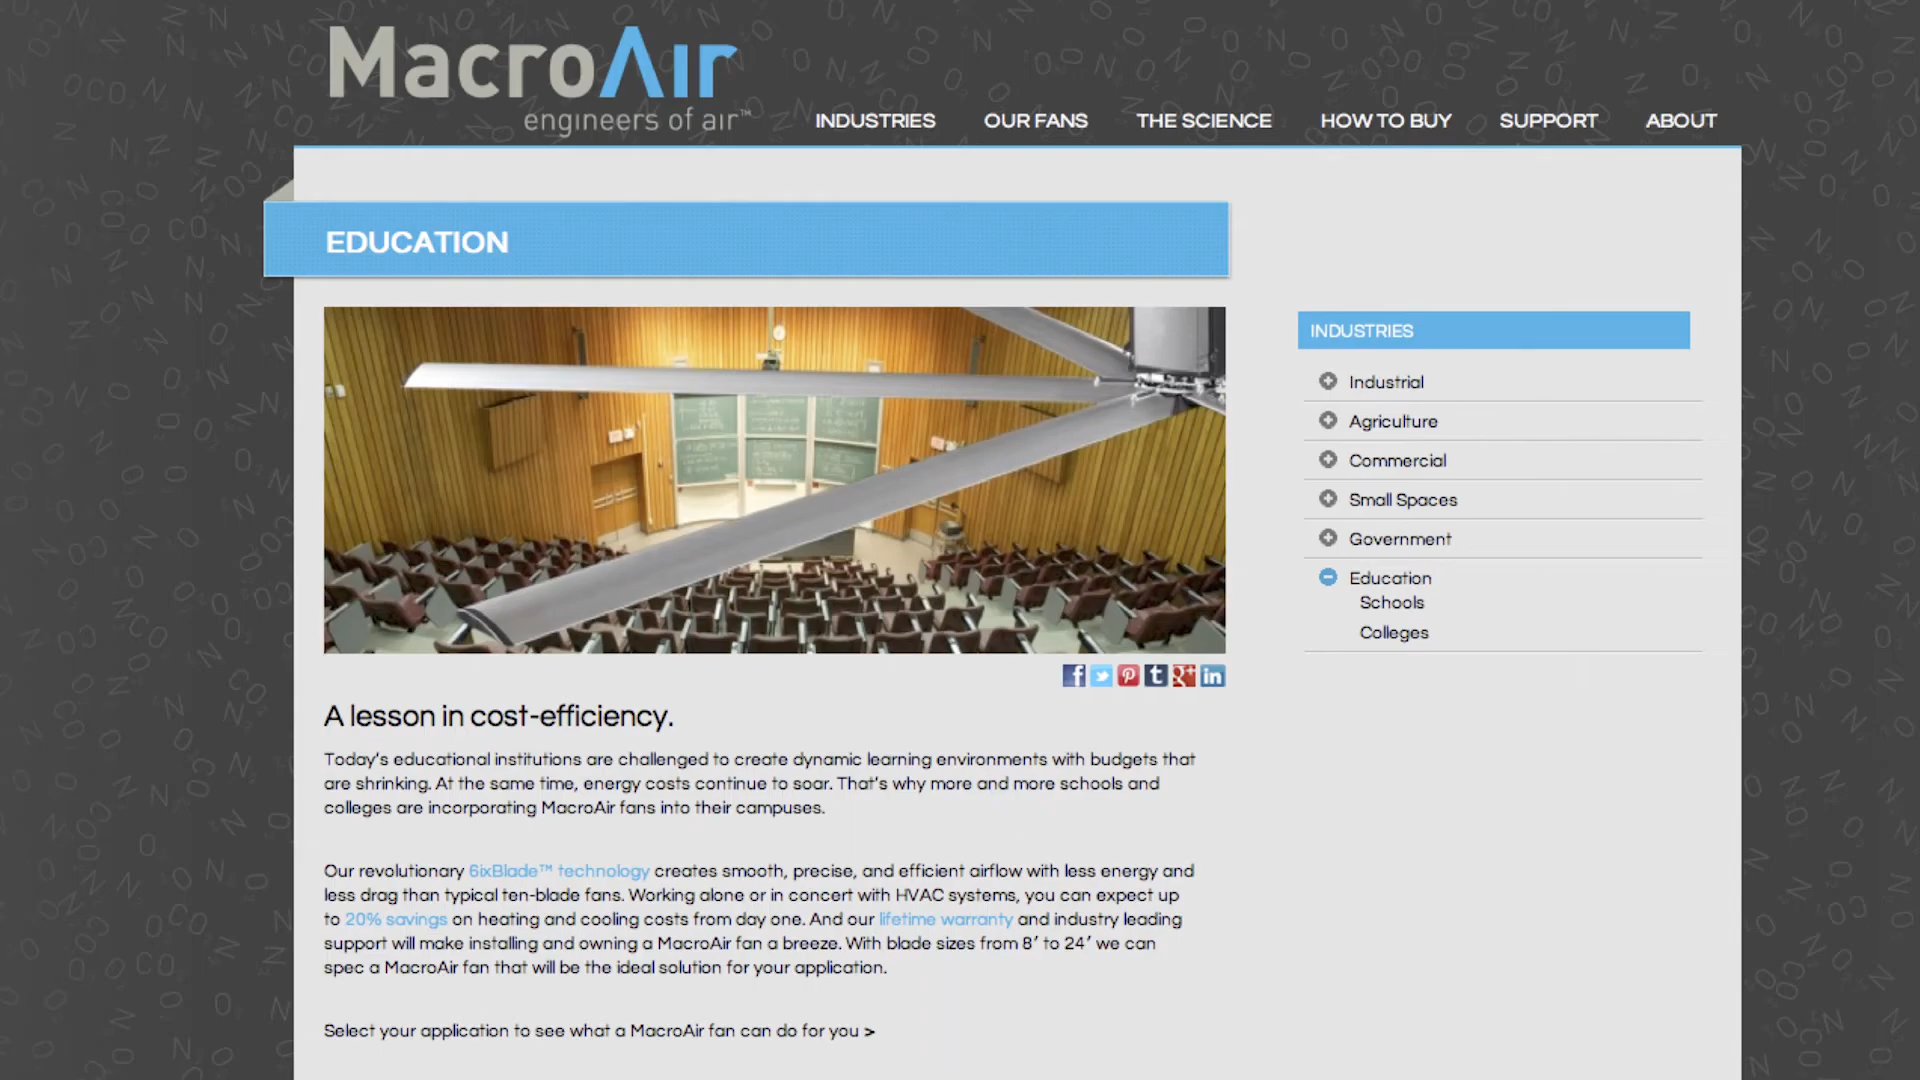 MacroAir
engineers of air™
INDUSTRIES
OUR FANS
THE SCIENCE
HOW TO BUY
SUPPORT
ABOUT
EDUCATION
A lesson in cost-efficiency.
Today's educational institutions are challenged to create dynamic learning environments with budgets that
are shrinking. At the same time, energy costs continue to soar. That's why more and more schools and
colleges are incorporating MacroAir fans into their campuses.
Our revolutionary 6ixBlade™ technology creates smooth, precise, and efficient airflow with less energy and
less drag than typical ten-blade fans. Working alone or in concert with HVAC systems, you can expect up
to 20% savings on heating and cooling costs from day one. And our lifetime warranty and industry leading
support will make installing and owning a MacroAir fan a breeze. With blade sizes from 8′ to 24′ we can
spec a MacroAir fan that will be the ideal solution for your application.
Select your application to see what a MacroAir fan can do for you >
INDUSTRIES
Industrial
Agriculture
Commercial
Small Spaces
Government
Education
Schools
Colleges